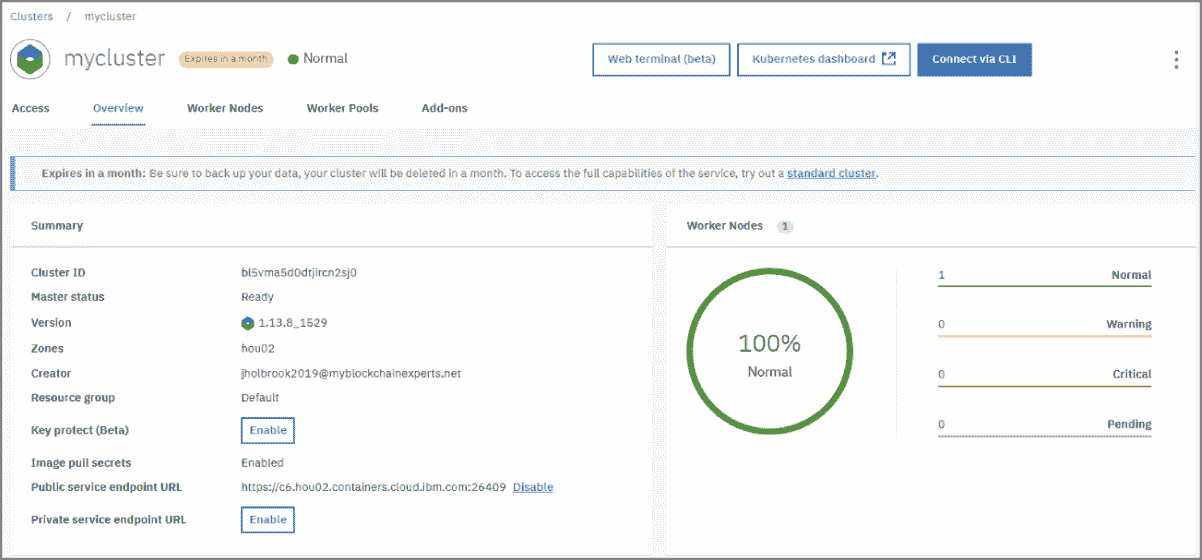 Clusters / mycluster
mycluster Expires in a month Normal Web terminal (beta) Kubernetes dashboard Connect via CLI
Access Overview Worker Nodes Worker Pools Add-ons
Expires in a month: Be sure to back up your data, your cluster will be deleted in a month. To access the full capabilities of the service, try out a standard cluster.
Summary
Cluster ID bl5vma5d0dtjircn2sj0
Master status Ready
Version 1.13.8_1529
Zones hou02
Creator jholbrook2019@myblockchainexperts.net
Resource group Default
Key protect (Beta) Enable
Image pull secrets Enabled
Public service endpoint URL https://c6.hou02.containers.cloud.ibm.com:26409 Disable
Private service endpoint URL Enable
Worker Nodes 1
100%
Normal
1 Normal
0 Warning
0 Critical
0 Pending